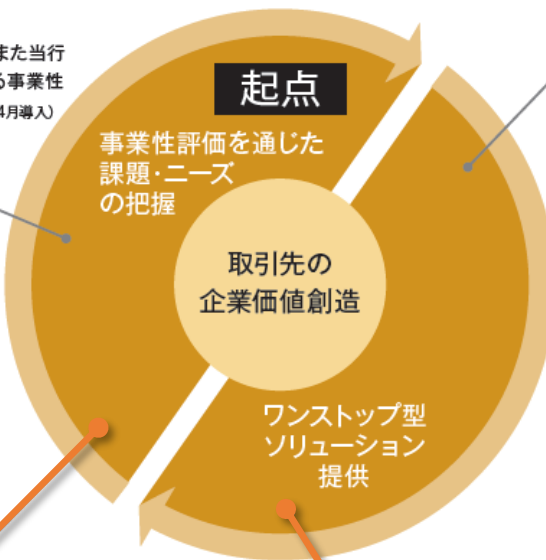 また当行
る事業性
4月導入）
起点
事業性評価を通じた
課題・ニーズ
の把握
取引先の
企業価値創造
ワンストップ型
ソリューション
提供